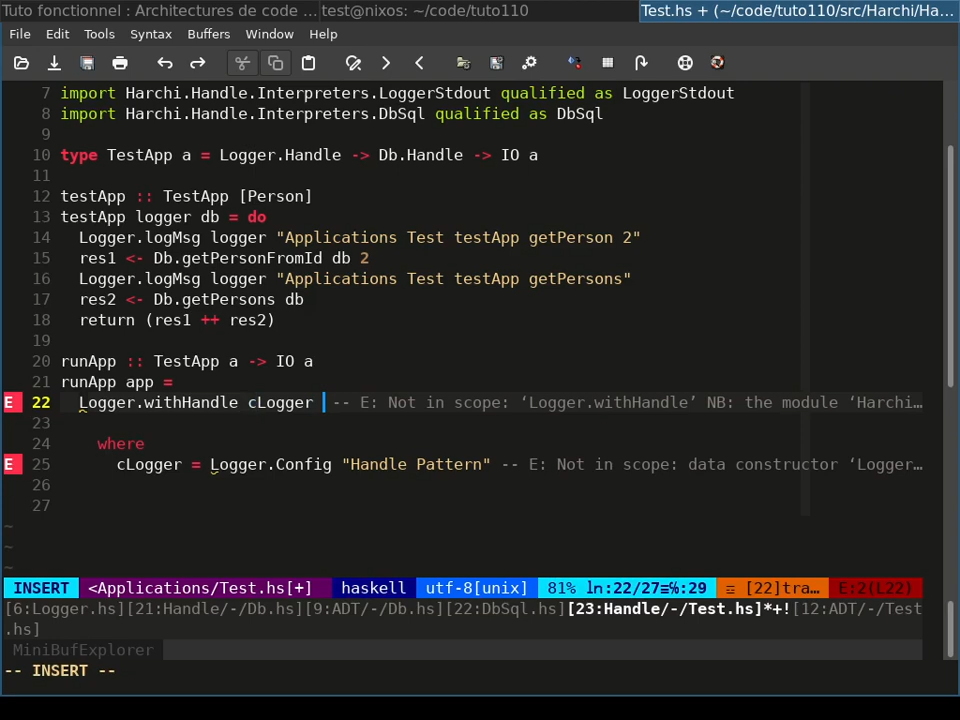 Tuto fonctionnel : Architectures de code ... test@nixos: ~/code/tuto110 Test.hs + (~/code/tuto110/src/Harchi/Ha...
File Edit Tools Syntax Buffers Window Help
7 import Harchi.Handle.Interpreters.LoggerStdout qualified as LoggerStdout
8 import Harchi.Handle.Interpreters.DbSql qualified as DbSql
9
10 type TestApp a = Logger.Handle -> Db.Handle -> IO a
11
12 testApp :: TestApp [Person]
13 testApp logger db = do
14   Logger.logMsg logger "Applications Test testApp getPerson 2"
15   res1 <- Db.getPersonFromId db 2
16   Logger.logMsg logger "Applications Test testApp getPersons"
17   res2 <- Db.getPersons db
18   return (res1 ++ res2)
19
20 runApp :: TestApp a -> IO a
21 runApp app =
E 22   Logger.withHandle cLogger -- E: Not in scope: ‘Logger.withHandle’ NB: the module ‘Harchi…
23
24     where
E 25       cLogger = Logger.Config "Handle Pattern" -- E: Not in scope: data constructor ‘Logger…
26
27
~
~
~
INSERT <Applications/Test.hs[+] haskell utf-8[unix] 81% ln:22/27≡℅:29 ☲ [22]tra… E:2(L22)
[6:Logger.hs][21:Handle/-/Db.hs][9:ADT/-/Db.hs][22:DbSql.hs][23:Handle/-/Test.hs]*+![12:ADT/-/Test
.hs]
MiniBufExplorer
-- INSERT --